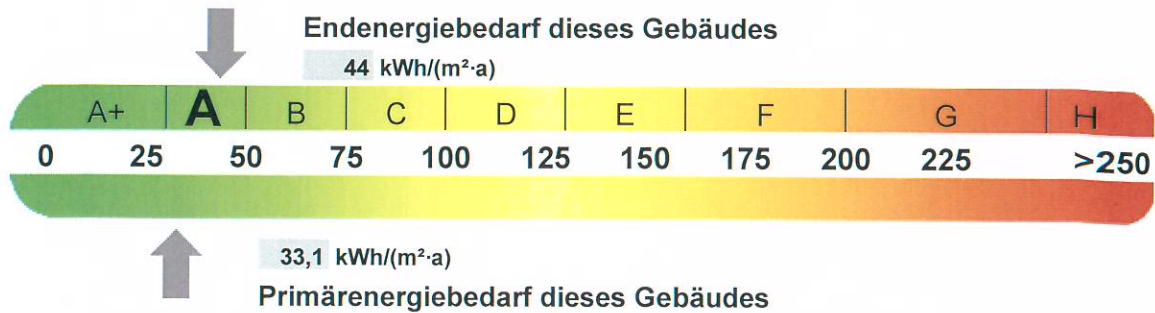 Endenergiebedarf dieses Gebäudes
44 kWh/(m²·a)
A+ A B C D E F G H
0 25 50 75 100 125 150 175 200 225 >250
33,1 kWh/(m²·a)
Primärenergiebedarf dieses Gebäudes